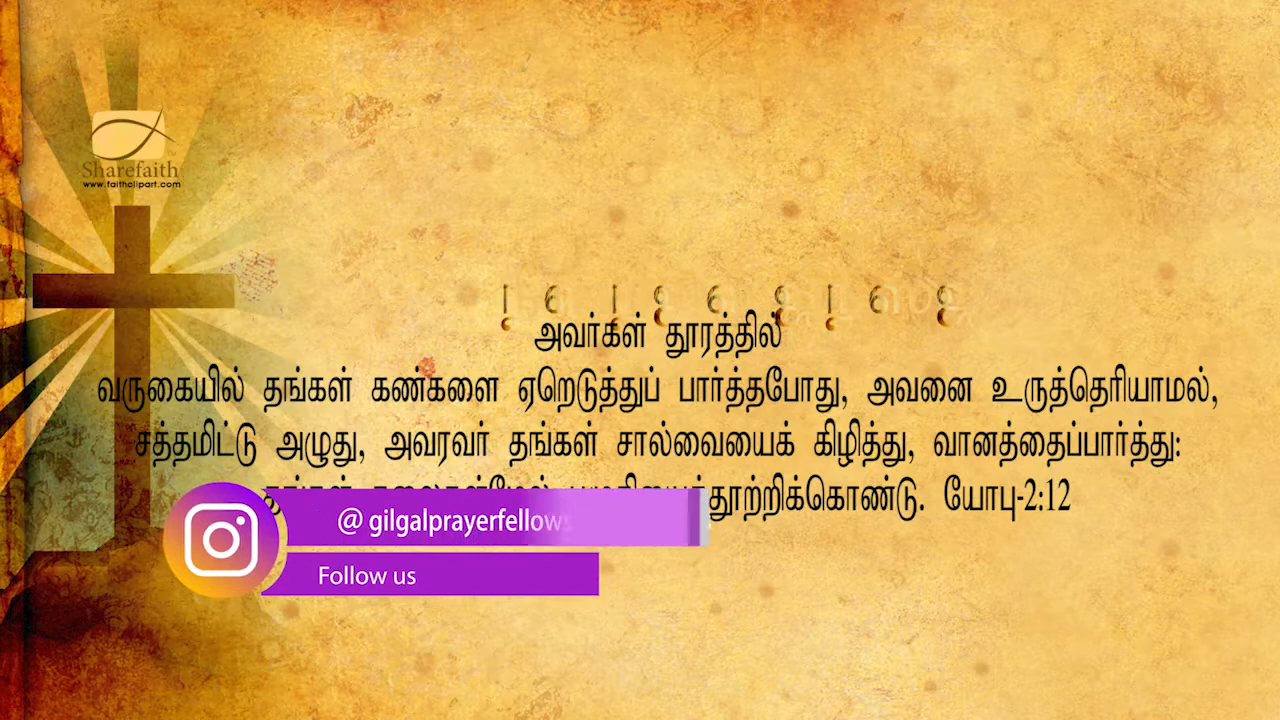 Sharefaith
www.faithclipart.com
அவர்கள் தூரத்தில்
வருகையில் தங்கள் கண்களை ஏறெடுத்துப் பார்த்தபோது, அவனை உருத்தெரியாமல்,
சத்தமிட்டு அழுது, அவரவர் தங்கள் சால்வையைக் கிழித்து, வானத்தைப்பார்த்து:
யோபு-2:12
@ gilgalprayerfellows
Follow us